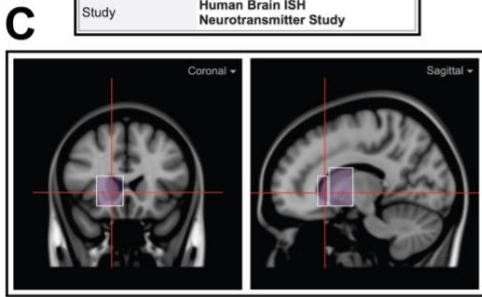 C
Study
Human Brain ISH
Neurotransmitter Study
Coronal
Sagittal